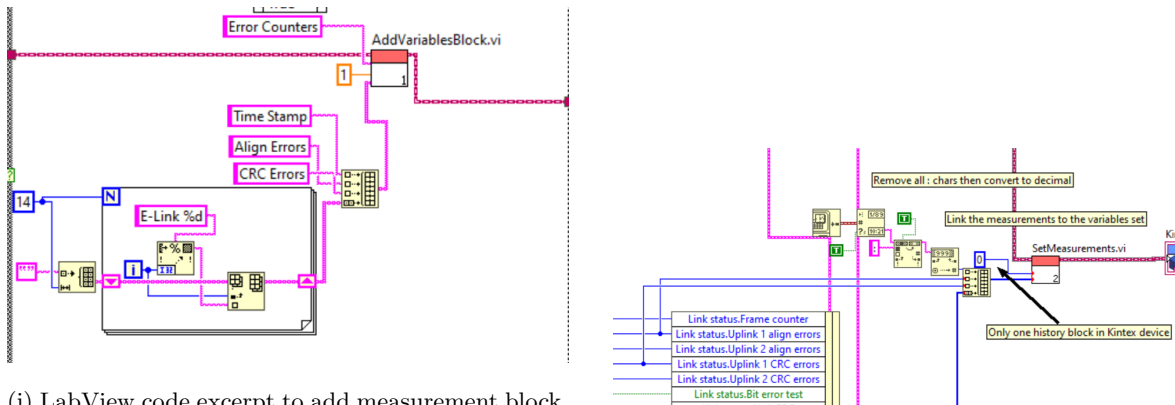 Error Counters
AddVariablesBlock.vi
1
1
Time Stamp
Align Errors
CRC Errors
14
N
E-Link %d
i
""
Remove all : chars then convert to decimal
Link the measurements to the variables set
T
T
:
0
SetMeasurements.vi
2
Ki
Only one history block in Kintex device
Link status.Frame counter
Link status.Uplink 1 align errors
Link status.Uplink 2 align errors
Link status.Uplink 1 CRC errors
Link status.Uplink 2 CRC errors
Link status.Bit error test
(i) LabView code excerpt to add measurement block